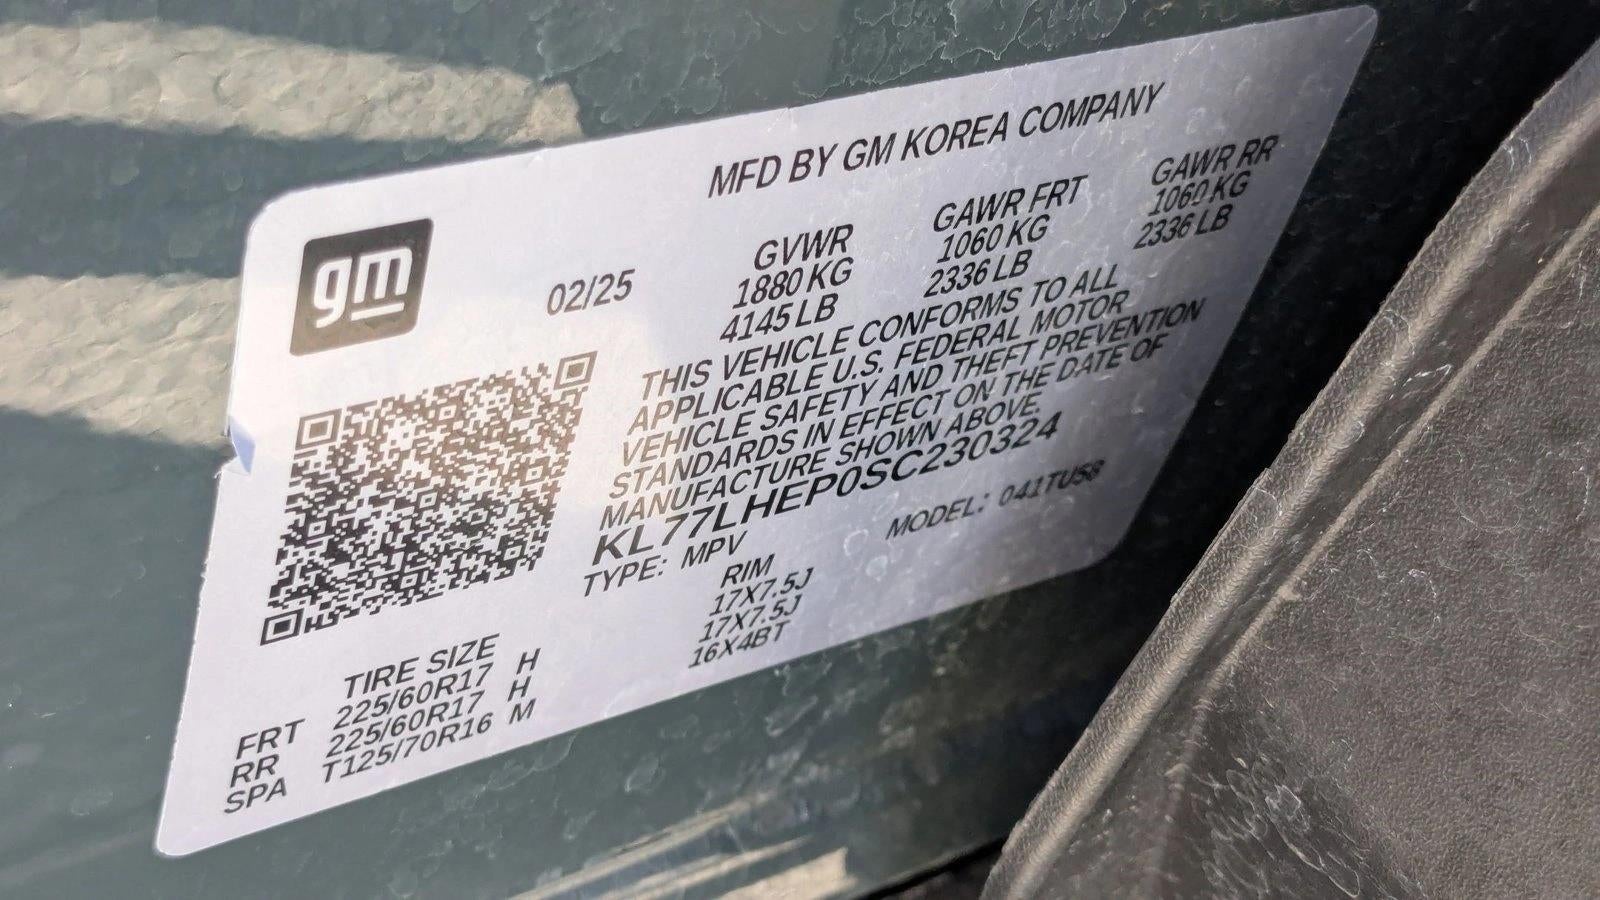 MFD BY GM KOREA COMPANY
gm
02/25
GVWR GAWR FRT GAWR RR
1880 KG 1060 KG 1060 KG
4145 LB 2336 LB 2336 LB
THIS VEHICLE CONFORMS TO ALL
APPLICABLE U.S. FEDERAL MOTOR
VEHICLE SAFETY AND THEFT PREVENTION
STANDARDS IN EFFECT ON THE DATE OF
MANUFACTURE SHOWN ABOVE.
KL77LHEP0SC230324
TYPE: MPV MODEL: 041TU58
TIRE SIZE RIM
FRT 225/60R17 H 17X7.5J
RR 225/60R17 H 17X7.5J
SPA T125/70R16 M 16X4BT